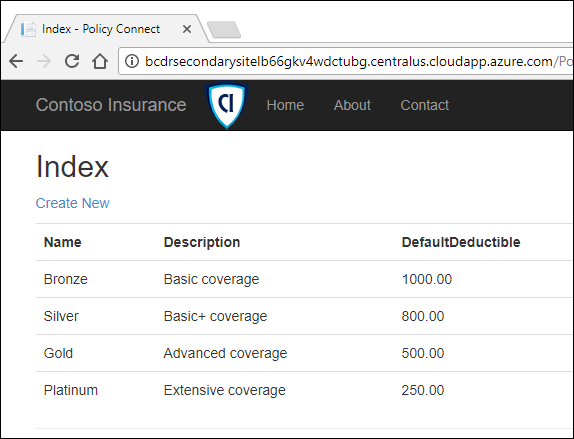 Index - Policy Connect
bcdrsecondarysitelb66gkv4wdctubg.centralus.cloudapp.azure.com/Po
Contoso Insurance CI Home About Contact
Index
Create New
Name Description DefaultDeductible
Bronze Basic coverage 1000.00
Silver Basic+ coverage 800.00
Gold Advanced coverage 500.00
Platinum Extensive coverage 250.00